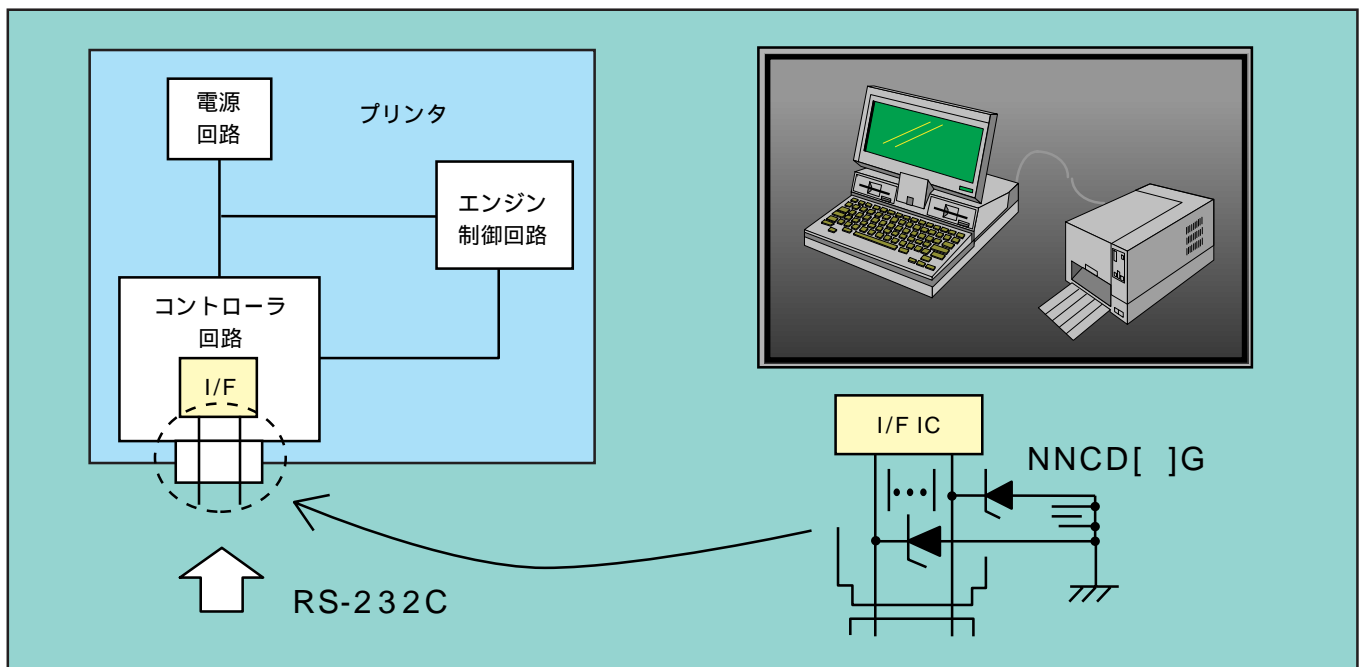 電源
回路
プリンタ
エンジン
制御回路
コントローラ
回路
I/F
RS-232C
I/F IC
NNCD[ ]G